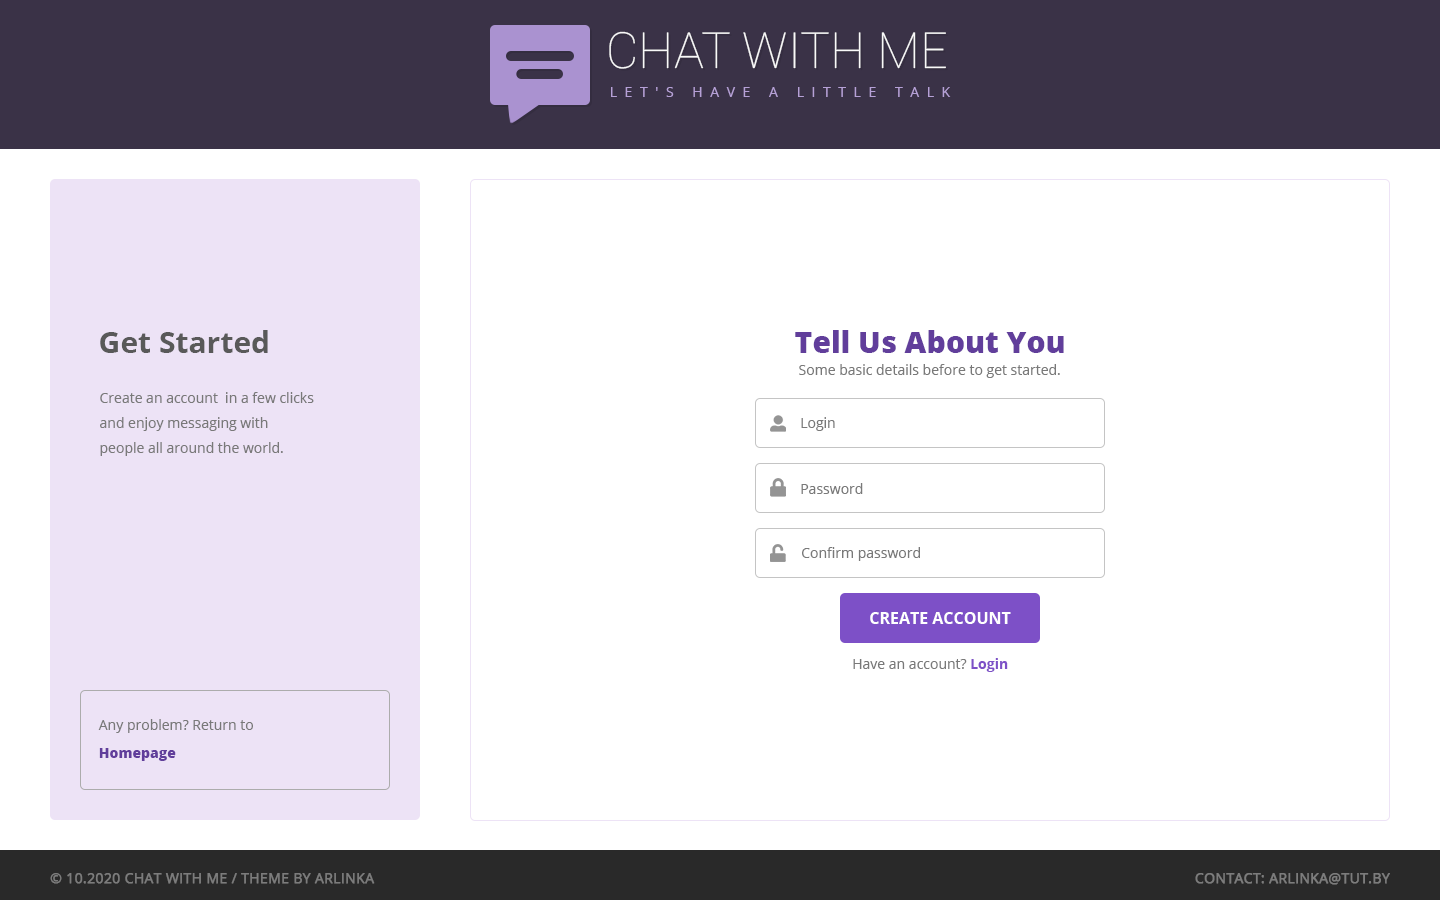 CHAT WITH ME
LET'S HAVE A LITTLE TALK
Get Started
Create an account  in a few clicks
and enjoy messaging with
people all around the world.
Any problem? Return to
Homepage
Tell Us About You
Some basic details before to get started.
Login
Password
Confirm password
CREATE ACCOUNT
Have an account? Login
© 10.2020 CHAT WITH ME / THEME BY ARLINKA
CONTACT: ARLINKA@TUT.BY